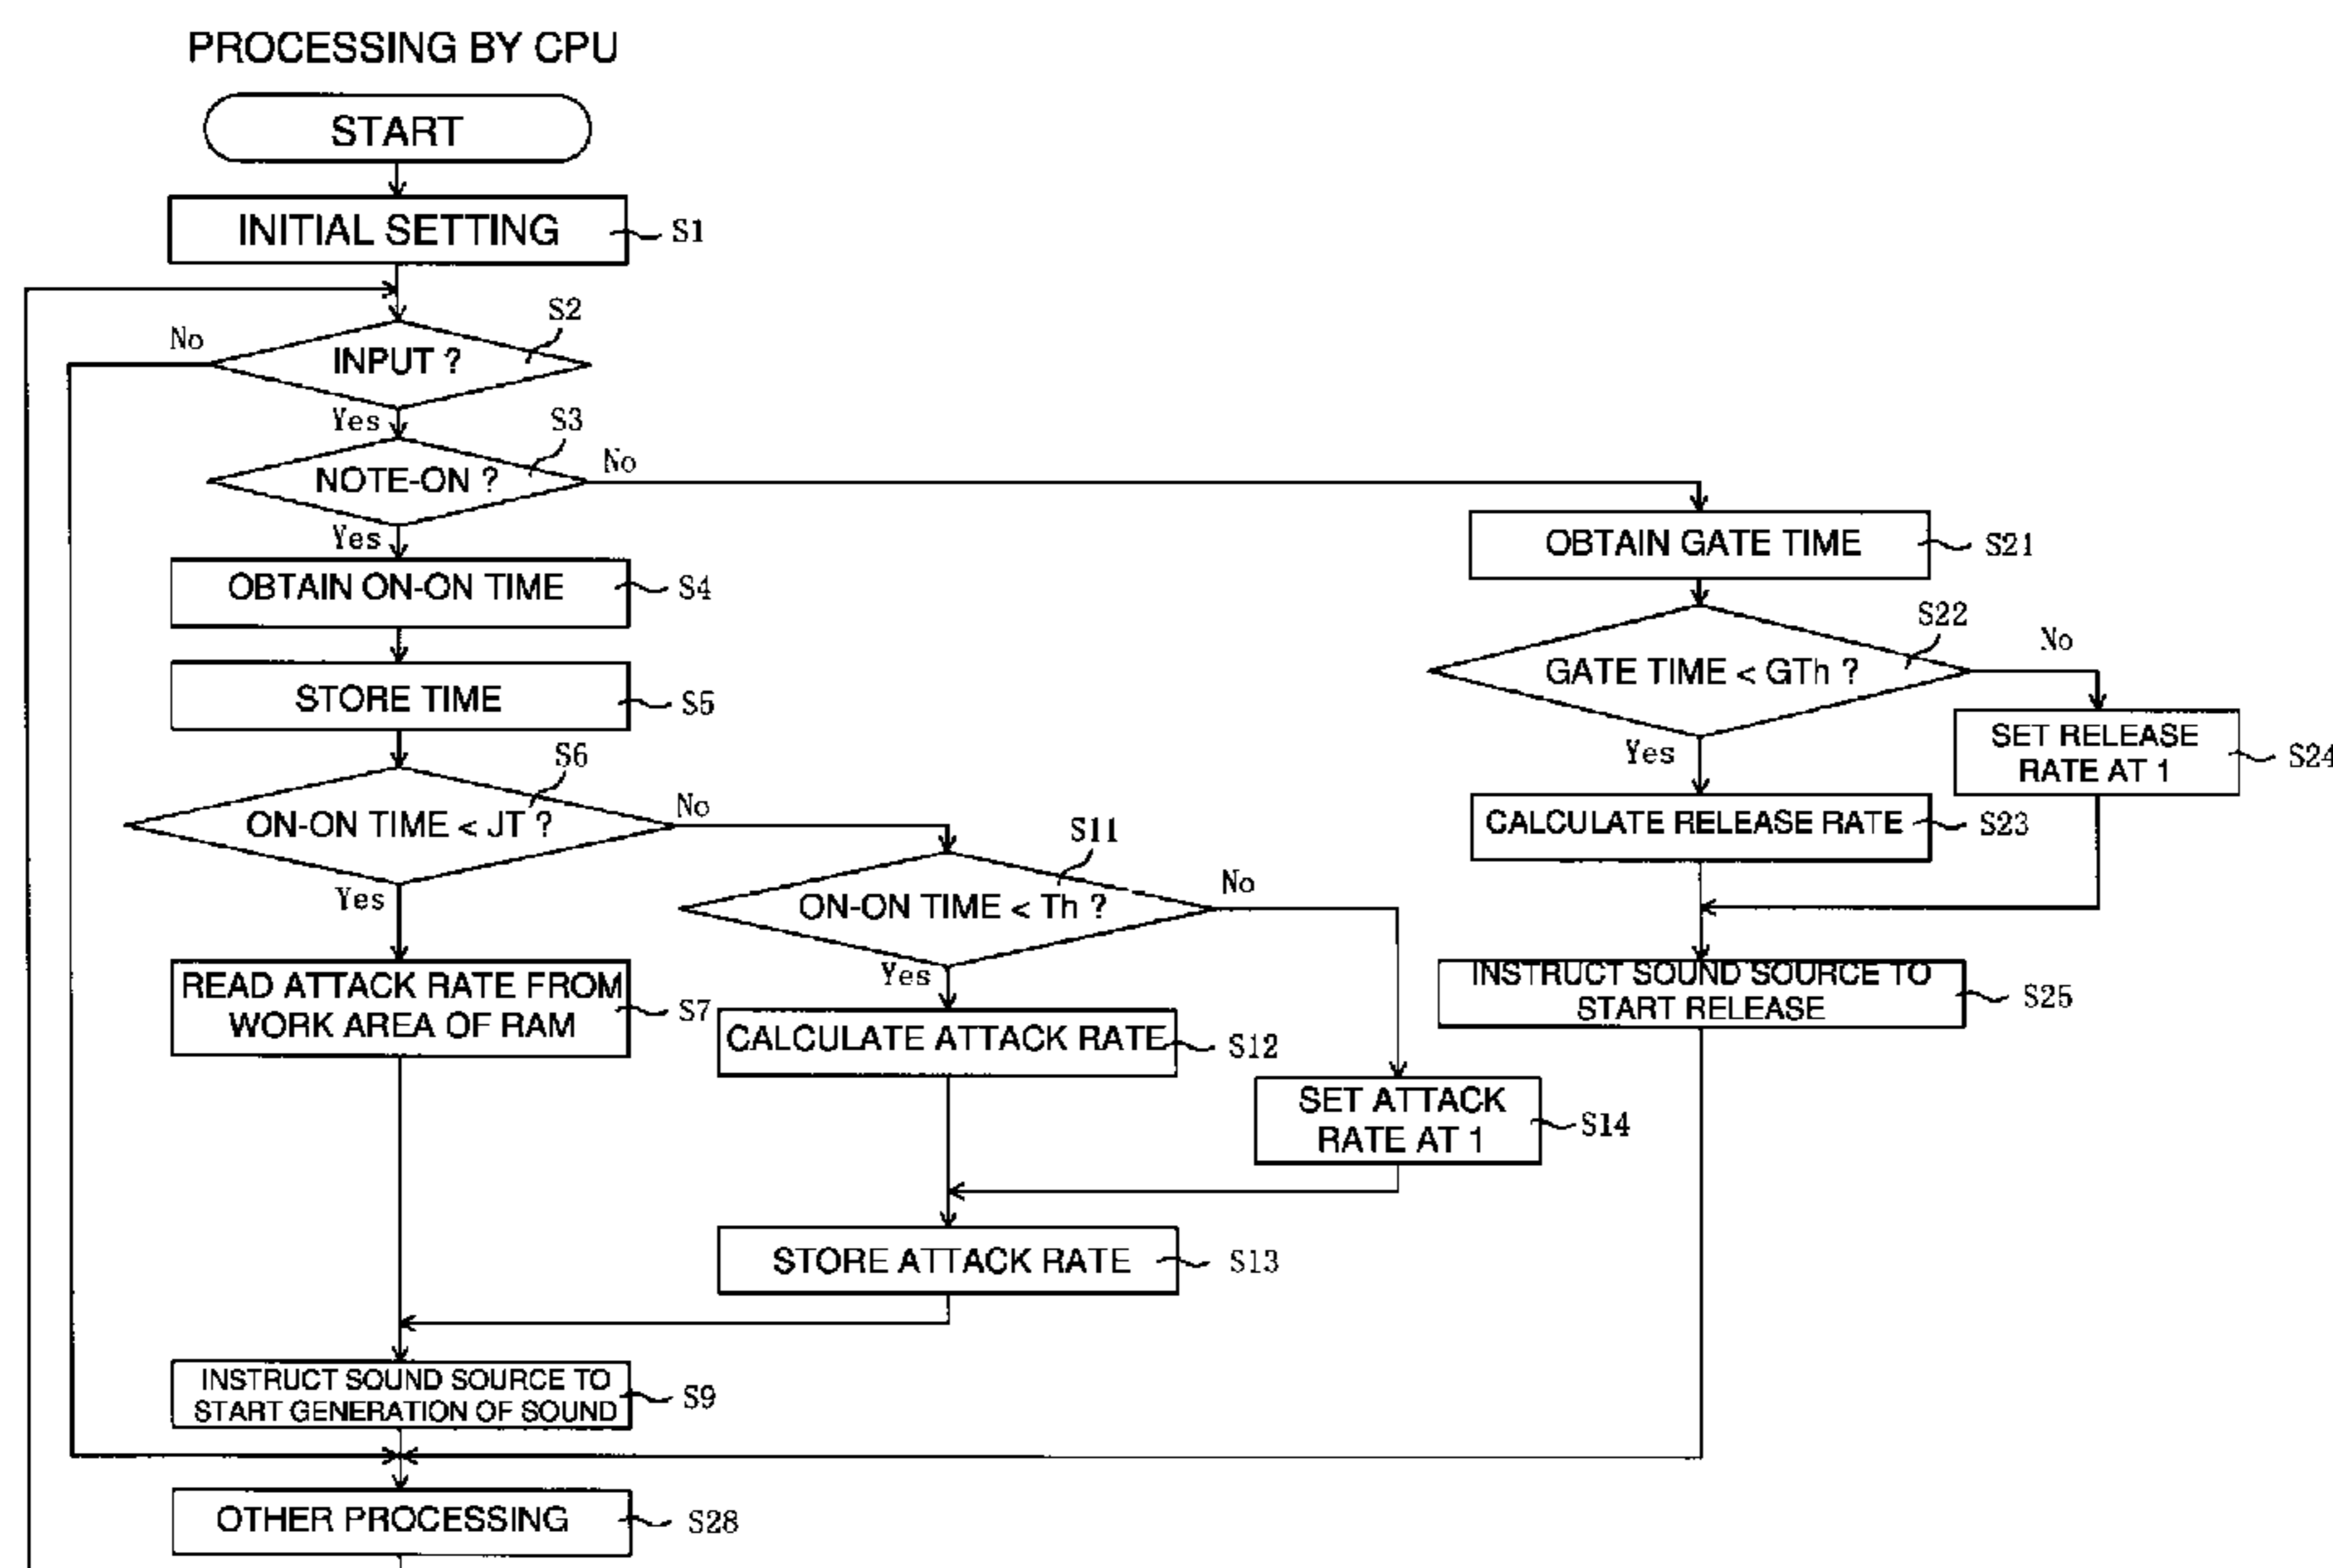 PROCESSING BY CPU
START
INITIAL SETTING
S1
S2
No
INPUT ?
Yes
S3
NOTE-ON ?
No
Yes
OBTAIN ON-ON TIME
S4
STORE TIME
S5
S6
ON-ON TIME < JT ?
No
Yes
READ ATTACK RATE FROM
WORK AREA OF RAM
S7
S11
ON-ON TIME < Th ?
No
Yes
CALCULATE ATTACK RATE
S12
SET ATTACK
RATE AT 1
S14
STORE ATTACK RATE
S13
OBTAIN GATE TIME
S21
S22
GATE TIME < GTh ?
No
Yes
SET RELEASE
RATE AT 1
S24
CALCULATE RELEASE RATE
S23
INSTRUCT SOUND SOURCE TO
START RELEASE
S25
INSTRUCT SOUND SOURCE TO
START GENERATION OF SOUND
S9
OTHER PROCESSING
S28